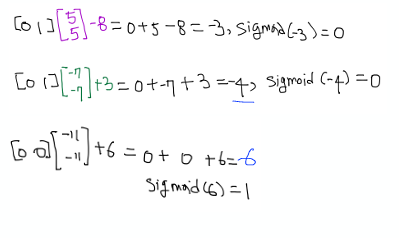 [0 1][5 5]-8=0+5-8=-3, sigmoid(-3)=0
[0 1][-7 -7]+3=0+-7+3=-4, sigmoid(-4)=0
[0 0][-11 -11]+6=0+0+6=6
sigmoid(6)=1